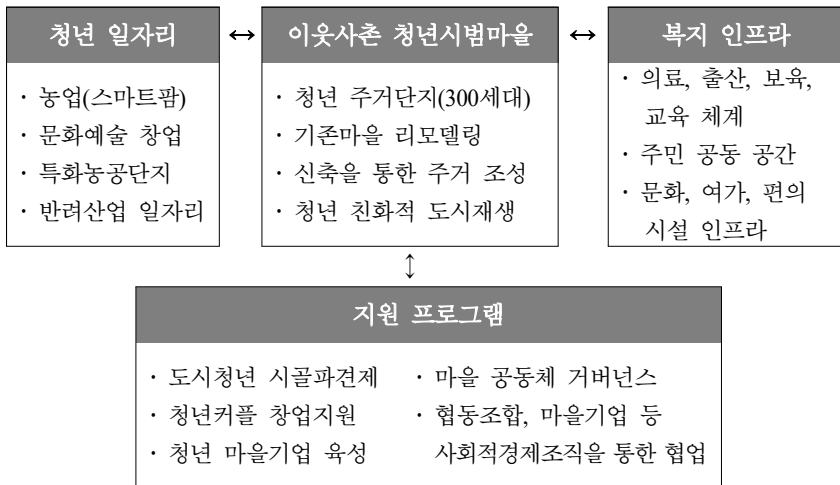 청년 일자리
· 농업(스마트팜)
· 문화예술 창업
· 특화농공단지
· 반려산업 일자리
↔
이웃사촌 청년시범마을
· 청년 주거단지(300세대)
· 기존마을 리모델링
· 신축을 통한 주거 조성
· 청년 친화적 도시재생
↔
복지 인프라
· 의료, 출산, 보육,
교육 체계
· 주민 공동 공간
· 문화, 여가, 편의
시설 인프라
↕
지원 프로그램
· 도시청년 시골파견제
· 청년커플 창업지원
· 청년 마을기업 육성
· 마을 공동체 거버넌스
· 협동조합, 마을기업 등
사회적경제조직을 통한 협업